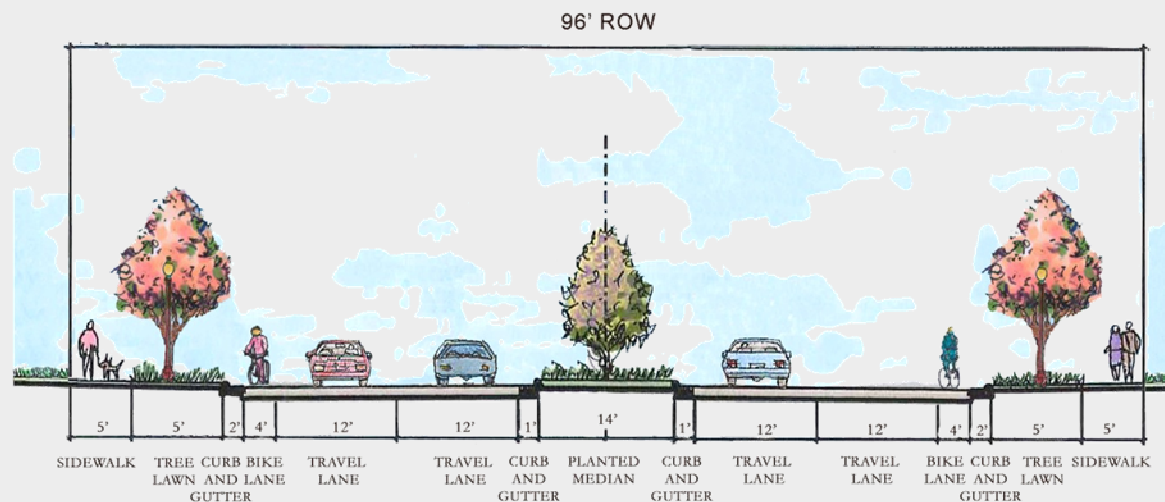 96' ROW
5' 5' 2' 4' 12' 12' 1' 14' 1' 12' 12' 4' 2' 5' 5'
SIDEWALK TREE CURB BIKE TRAVEL TRAVEL CURB PLANTED CURB TRAVEL TRAVEL BIKE CURB TREE SIDEWALK
LAWN AND LANE LANE LANE AND MEDIAN AND LANE LANE LANE AND LAWN
GUTTER GUTTER GUTTER GUTTER